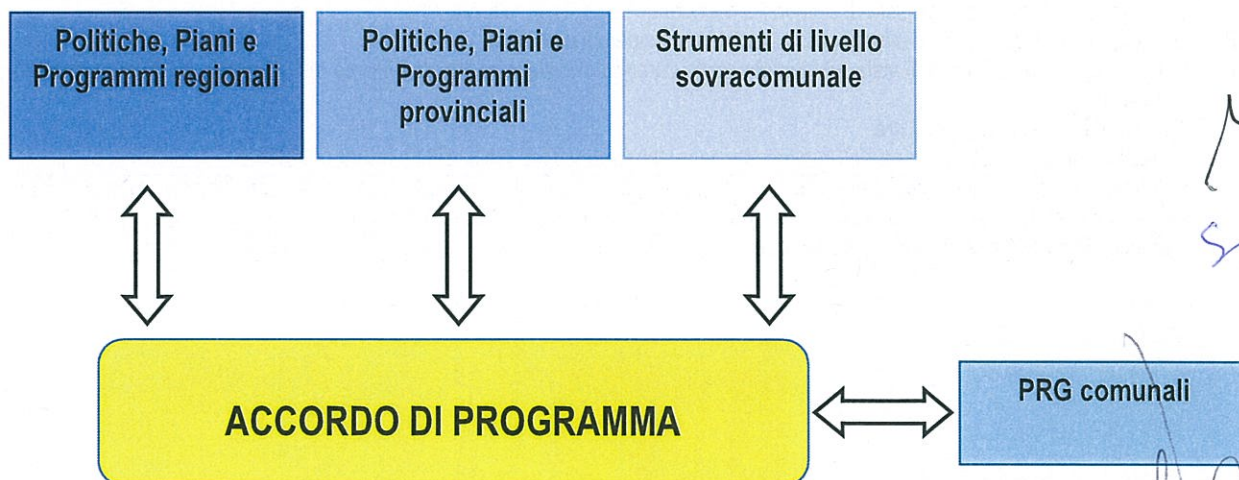 Politiche, Piani e
Programmi regionali
Politiche, Piani e
Programmi
provinciali
Strumenti di livello
sovracomunale
ACCORDO DI PROGRAMMA
PRG comunali